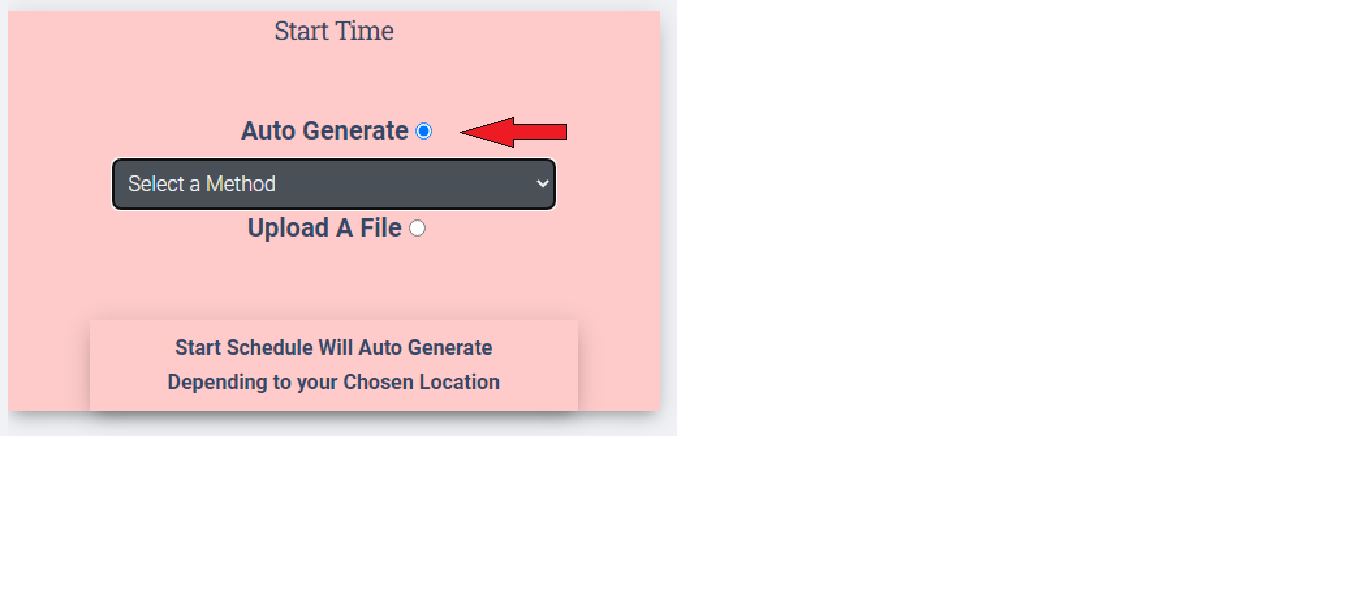 Start Time
Auto Generate
Select a Method
Upload A File
Start Schedule Will Auto Generate
Depending to your Chosen Location